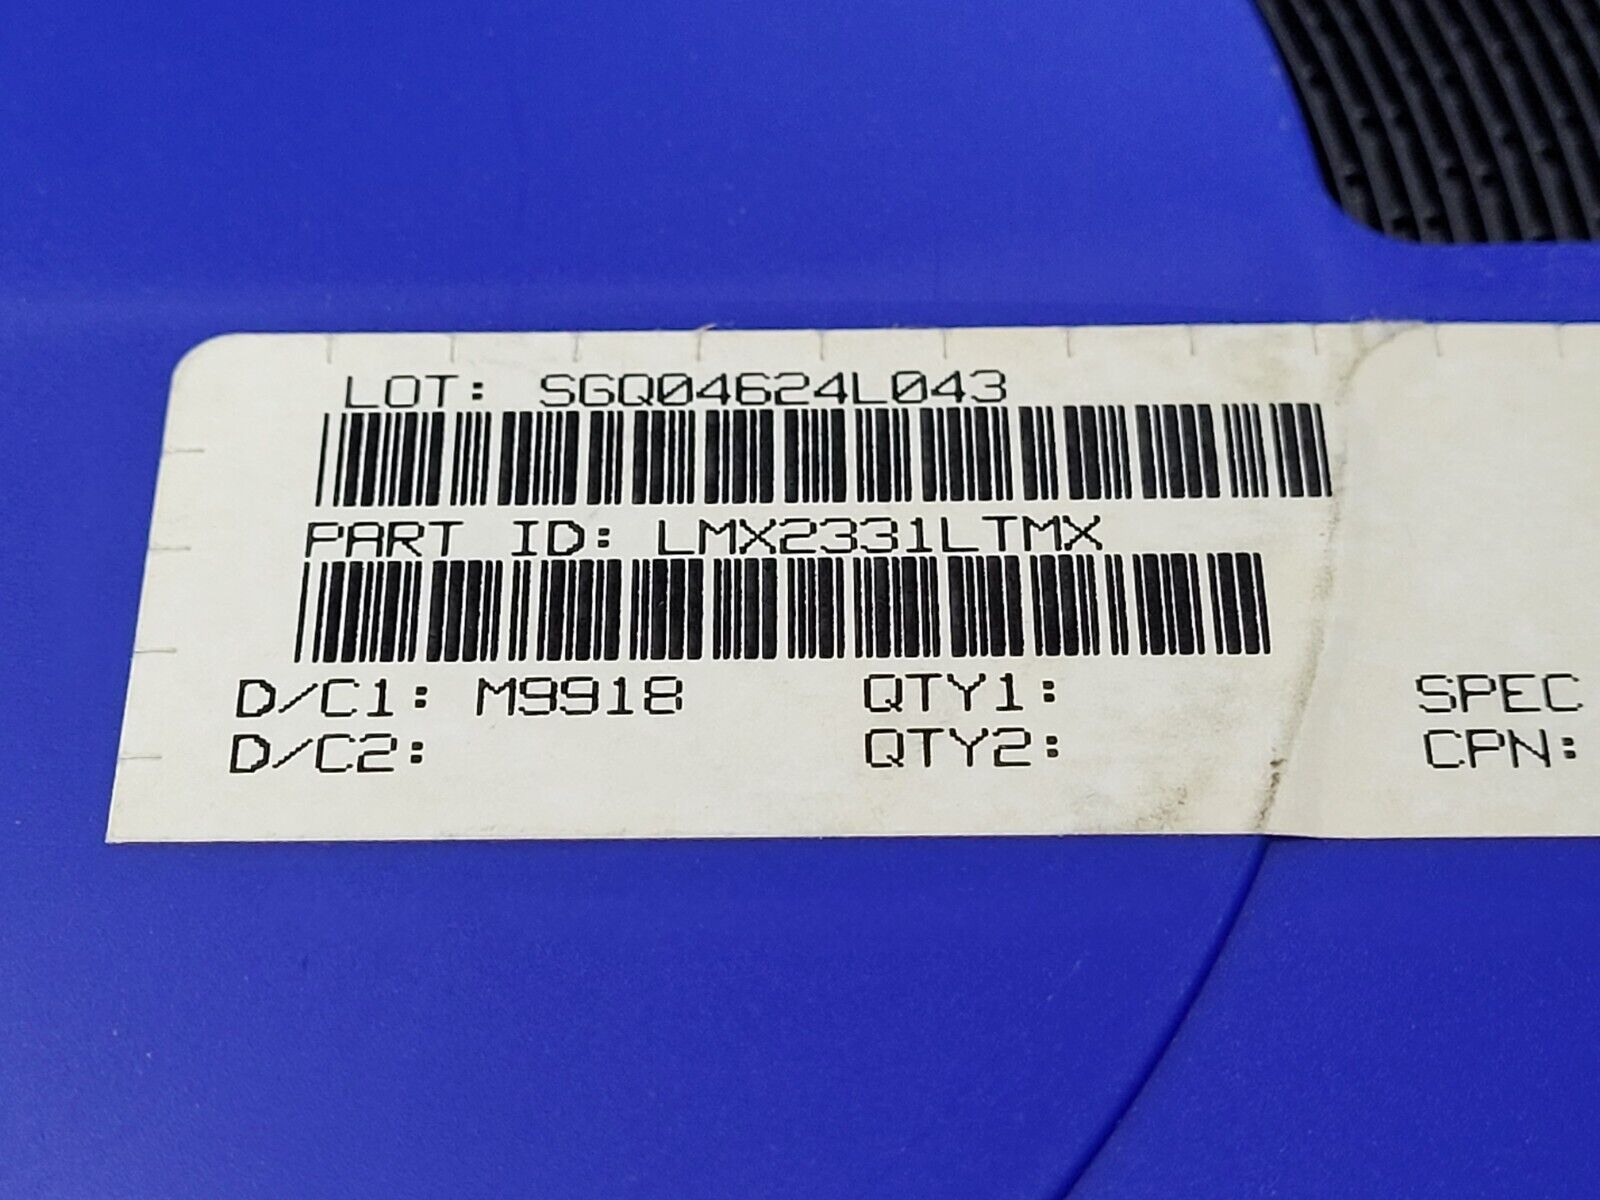 LOT: SGQ04624L043
PART ID: LMX2331LTMX
D/C1: M9918 QTY1: SPEC
D/C2: QTY2: CPN: